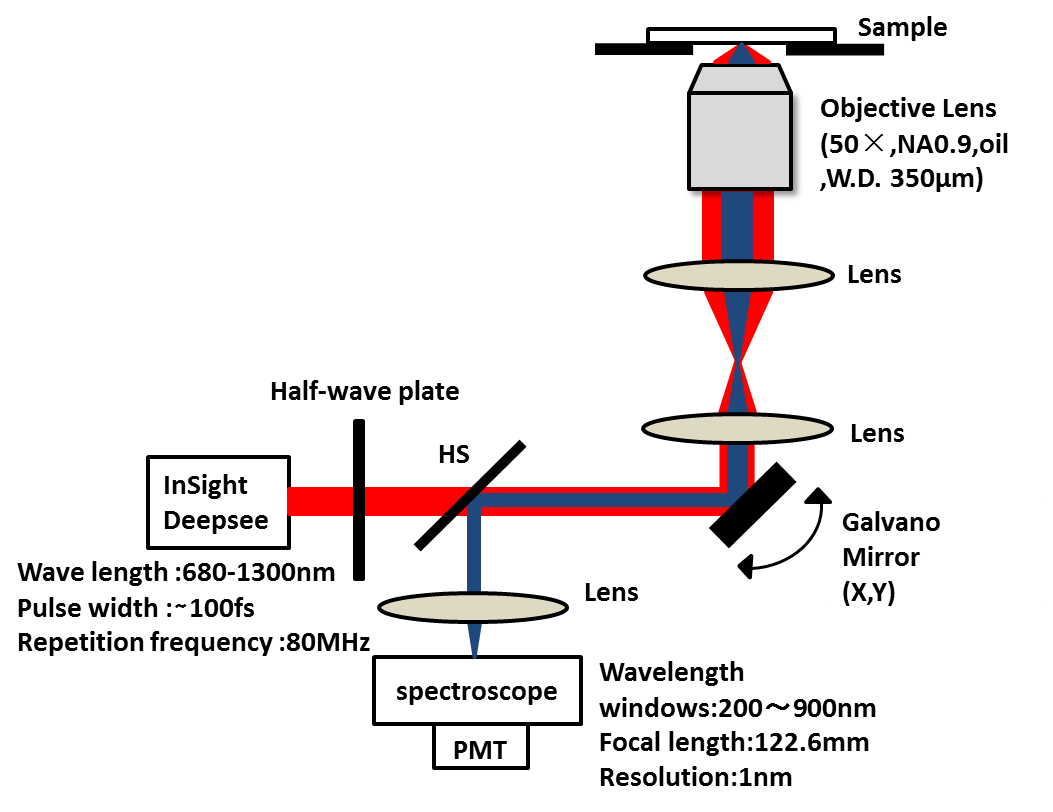 Sample
Objective Lens
(50×,NA0.9,oil
,W.D. 350μm)
Lens
Half-wave plate
Lens
HS
InSight
Deepsee
Galvano
Mirror
(X,Y)
Wave length :680-1300nm
Pulse width :~100fs
Repetition frequency :80MHz
Lens
spectroscope
PMT
Wavelength
windows:200～900nm
Focal length:122.6mm
Resolution:1nm